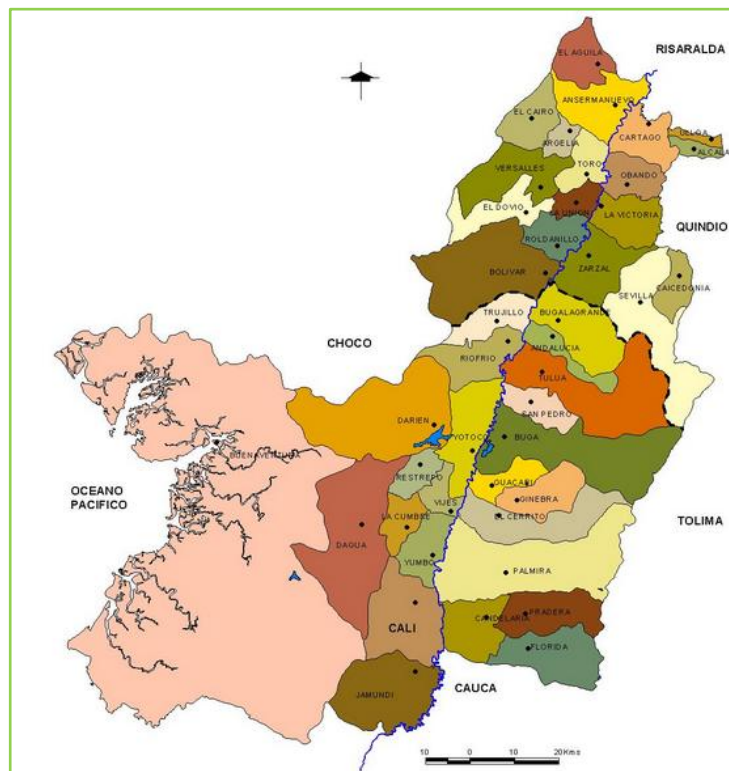 EL AGUILA
RISARALDA
ANSERMANUEVO
EL CAIRO
CARTAGO
ULLOA
ARGELIA
ALCALA
VERSALLES
TORO
OBANDO
EL DOVIO
LA UNION
LA VICTORIA
QUINDIO
ROLDANILLO
ZARZAL
BOLIVAR
CAICEDONIA
SEVILLA
TRUJILLO
BUGALAGRANDE
CHOCO
ANDALUCIA
RIOFRIO
TULUA
SAN PEDRO
DARIEN
YOTOCO
BUGA
BUENAVENTURA
RESTREPO
GUACARI
OCEANO
PACIFICO
VIJES
GINEBRA
LA CUMBRE
EL CERRITO
TOLIMA
DAGUA
YUMBO
PALMIRA
CANDELARIA
PRADERA
CALI
FLORIDA
JAMUNDI
CAUCA
10 0 10 20 Kms